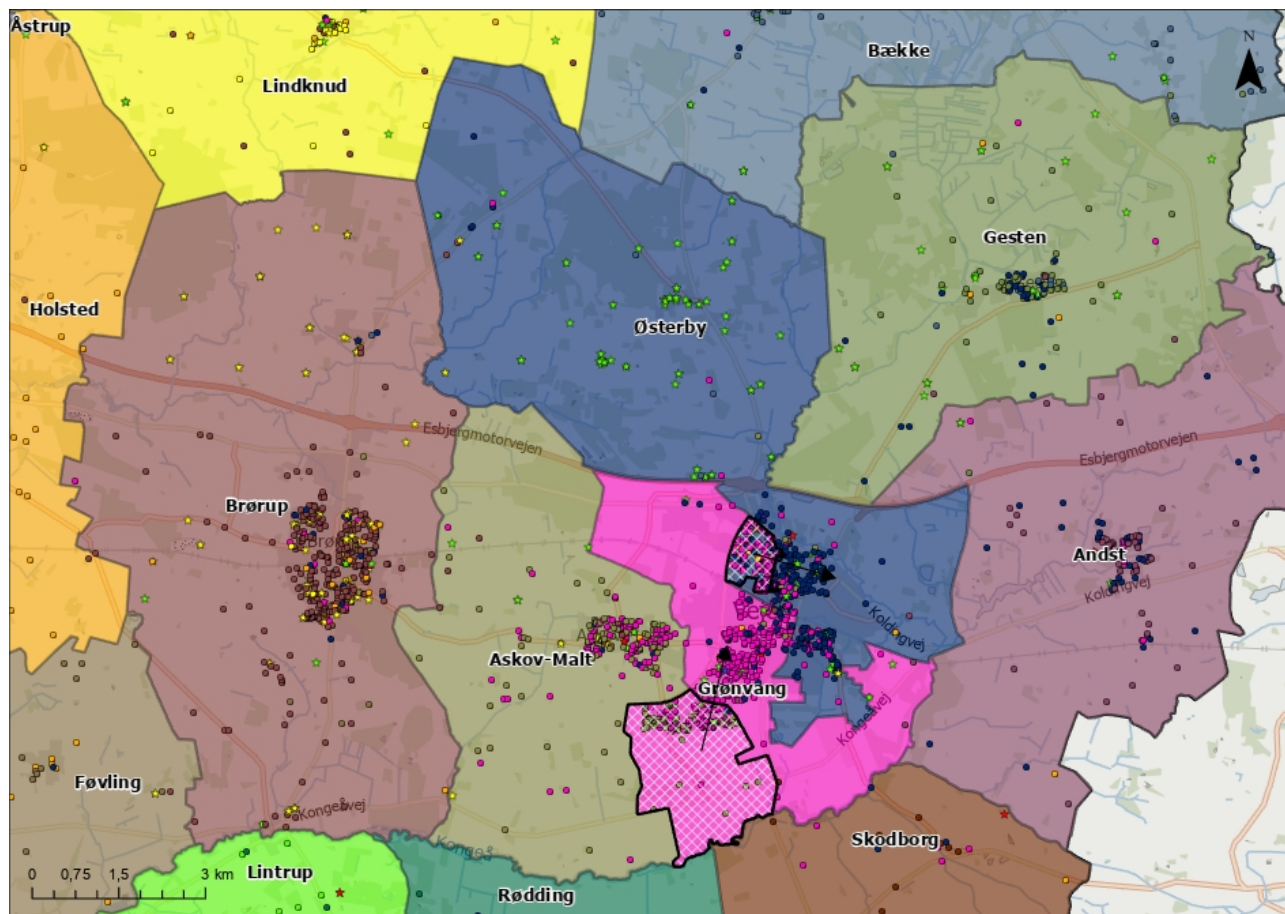 Åstrup
Lindknud
Bække
N
Gesten
Holsted
Østerby
Esbjergmotorvejen
Esbjergmotorvejen
Brørup
Andst
Koldingvej
Koldingvej
Askov-Malt
Grønvang
Kongeåvej
Føvling
Kongeåvej
Kongeå
Skodborg
Lintrup
Rødding
0 0,75 1,5 3 km